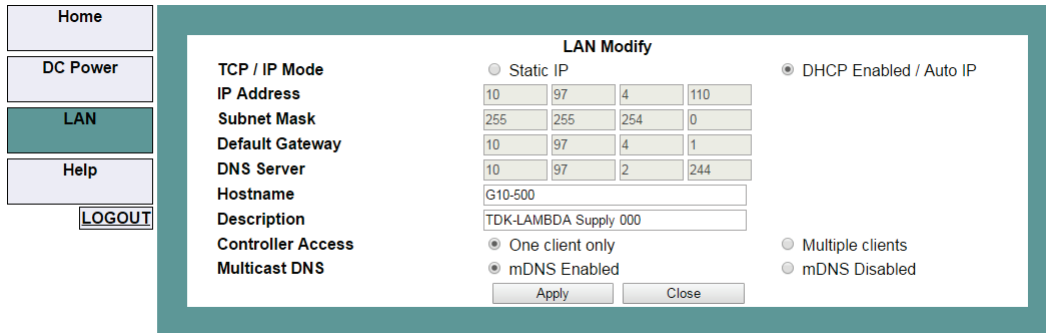 Home
DC Power
LAN
Help
LOGOUT
LAN Modify
TCP / IP Mode Static IP DHCP Enabled / Auto IP
IP Address 10 97 4 110
Subnet Mask 255 255 254 0
Default Gateway 10 97 4 1
DNS Server 10 97 2 244
Hostname G10-500
Description TDK-LAMBDA Supply 000
Controller Access One client only Multiple clients
Multicast DNS mDNS Enabled mDNS Disabled
Apply Close